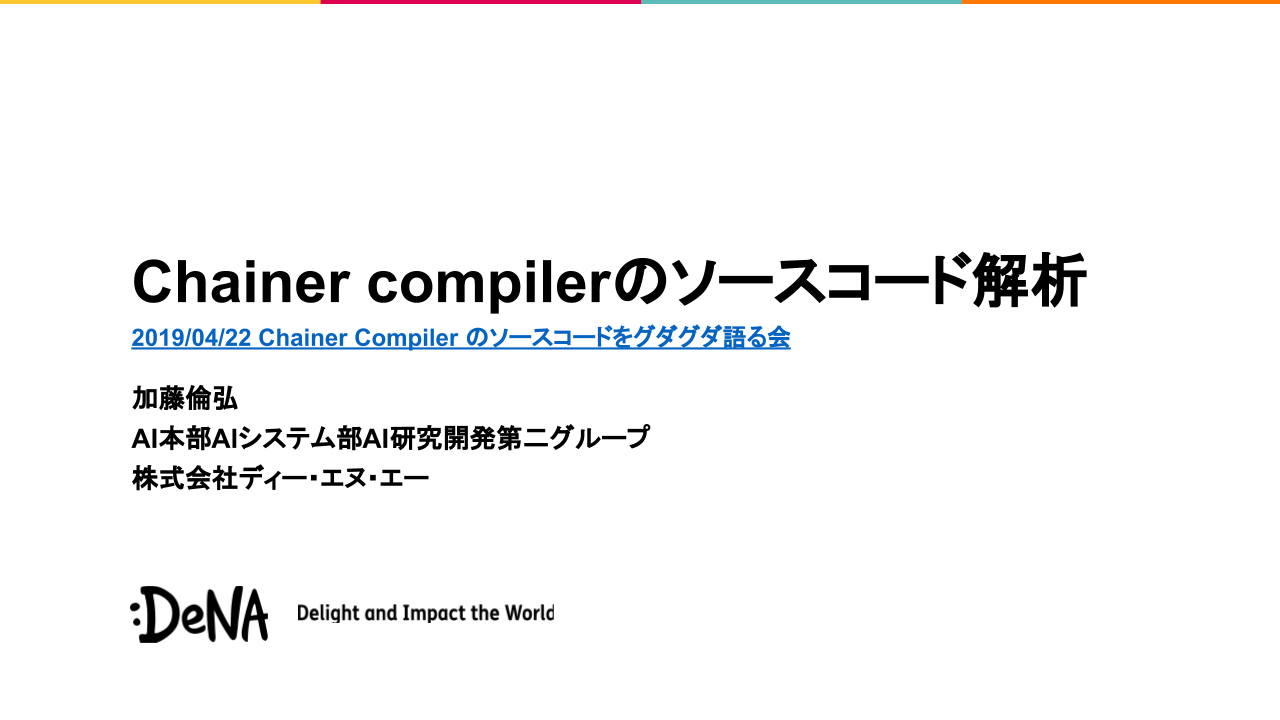 Chainer compilerのソースコード解析
2019/04/22 Chainer Compiler のソースコードをグダグダ語る会
加藤倫弘
AI本部AIシステム部AI研究開発第二グループ
株式会社ディー・エヌ・エー
:DeNA Delight and Impact the World